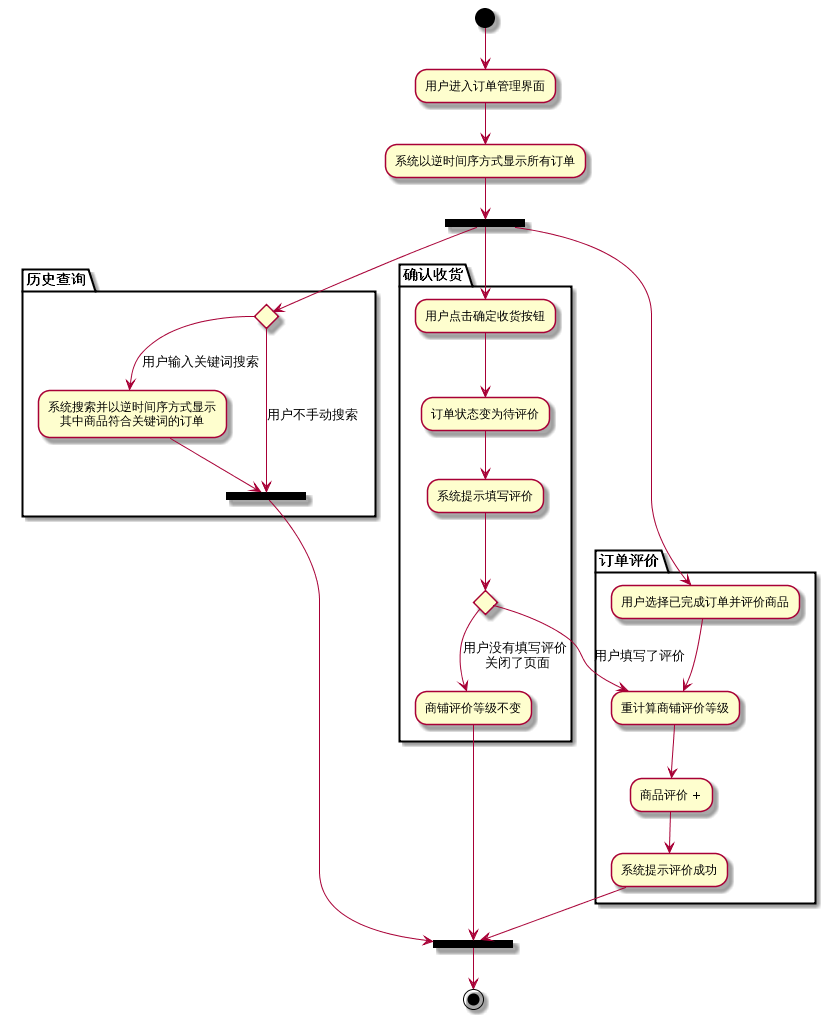 用户进入订单管理界面
系统以逆时间序方式显示所有订单
历史查询
用户输入关键词搜索
系统搜索并以逆时间序方式显示
其中商品符合关键词的订单
用户不手动搜索
确认收货
用户点击确定收货按钮
订单状态变为待评价
系统提示填写评价
用户没有填写评价
关闭了页面
商铺评价等级不变
用户填写了评价
订单评价
用户选择已完成订单并评价商品
重计算商铺评价等级
商品评价 +
系统提示评价成功